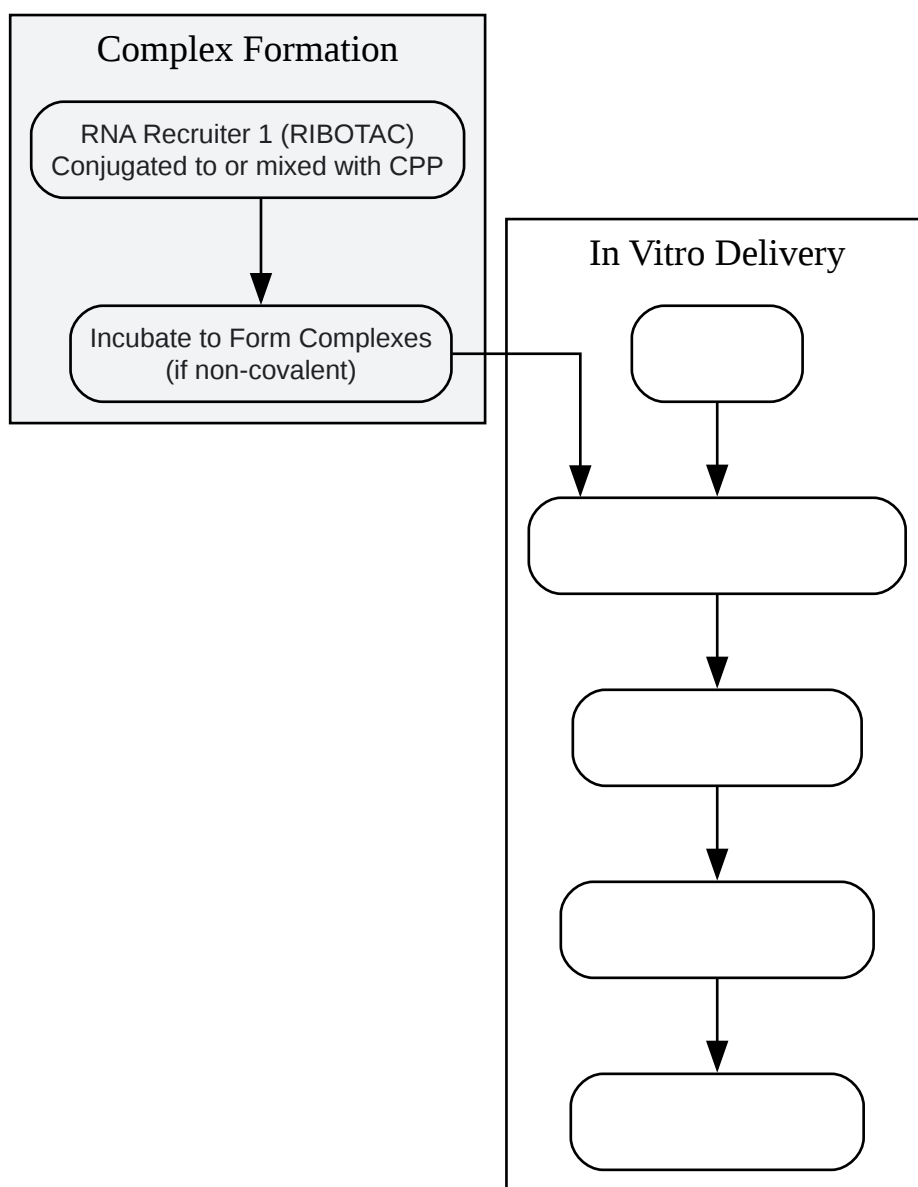 Complex Formation
RNA Recruiter 1 (RIBOTAC)
Conjugated to or mixed with CPP
Incubate to Form Complexes
(if non-covalent)
In Vitro Delivery